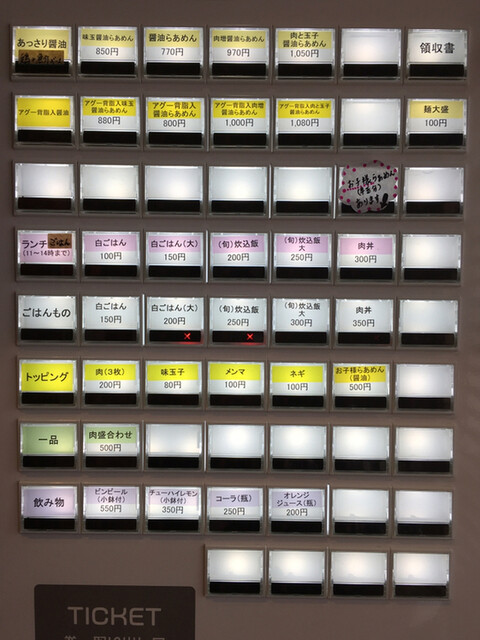 あっさり醤油
味玉醤油らあめん
850円
醤油らあめん
770円
肉増醤油らあめん
970円
肉と玉子
醤油らあめん
1,050円
領収書
アグー背脂入醤油
アグー背脂入味玉
醤油らあめん
880円
アグー背脂入
醤油らあめん
800円
アグー背脂入肉増
醤油らあめん
1,000円
アグー背脂入肉と玉子
醤油らあめん
1,080円
麺大盛
100円
お子様らあめん
あります
ランチ
ごはん
(11~14時まで)
白ごはん
100円
白ごはん(大)
150円
(旬)炊込飯
200円
(旬)炊込飯
大
250円
肉丼
300円
ごはんもの
白ごはん
150円
白ごはん(大)
200円
(旬)炊込飯
250円
(旬)炊込飯
大
300円
肉丼
350円
トッピング
肉(3枚)
200円
味玉子
80円
メンマ
100円
ネギ
100円
お子様らあめん
(醤油)
500円
一品
肉盛合わせ
500円
飲み物
ビンビール
(小鉢付)
550円
チューハイレモン
(小鉢付)
350円
コーラ(瓶)
250円
オレンジ
ジュース(瓶)
200円
TICKET